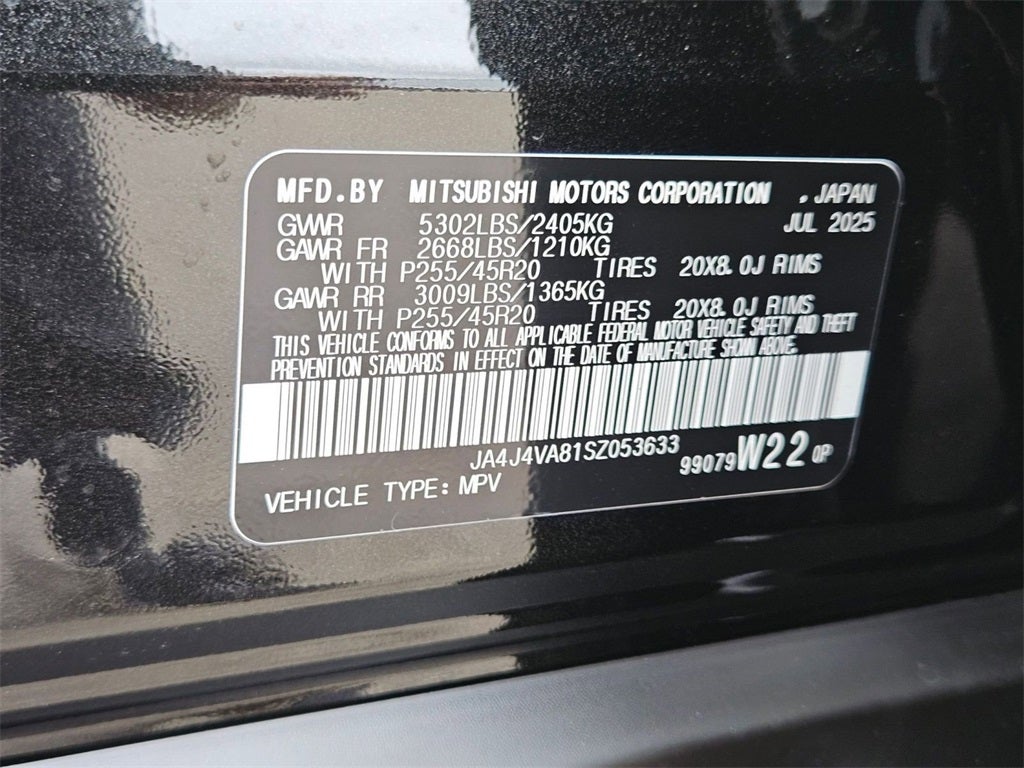 MFD.BY MITSUBISHI MOTORS CORPORATION , JAPAN
GVWR 5302LBS/2405KG JUL 2025
GAWR FR 2668LBS/1210KG
WITH P255/45R20 TIRES 20X8.0J RIMS
GAWR RR 3009LBS/1365KG
WITH P255/45R20 TIRES 20X8.0J RIMS
THIS VEHICLE CONFORMS TO ALL APPLICABLE FEDERAL MOTOR VEHICLE SAFETY AND THEFT
PREVENTION STANDARDS IN EFFECT ON THE DATE OF MANUFACTURE SHOWN ABOVE.
JA4J4VA81SZ053633 99079W22 QP
VEHICLE TYPE: MPV